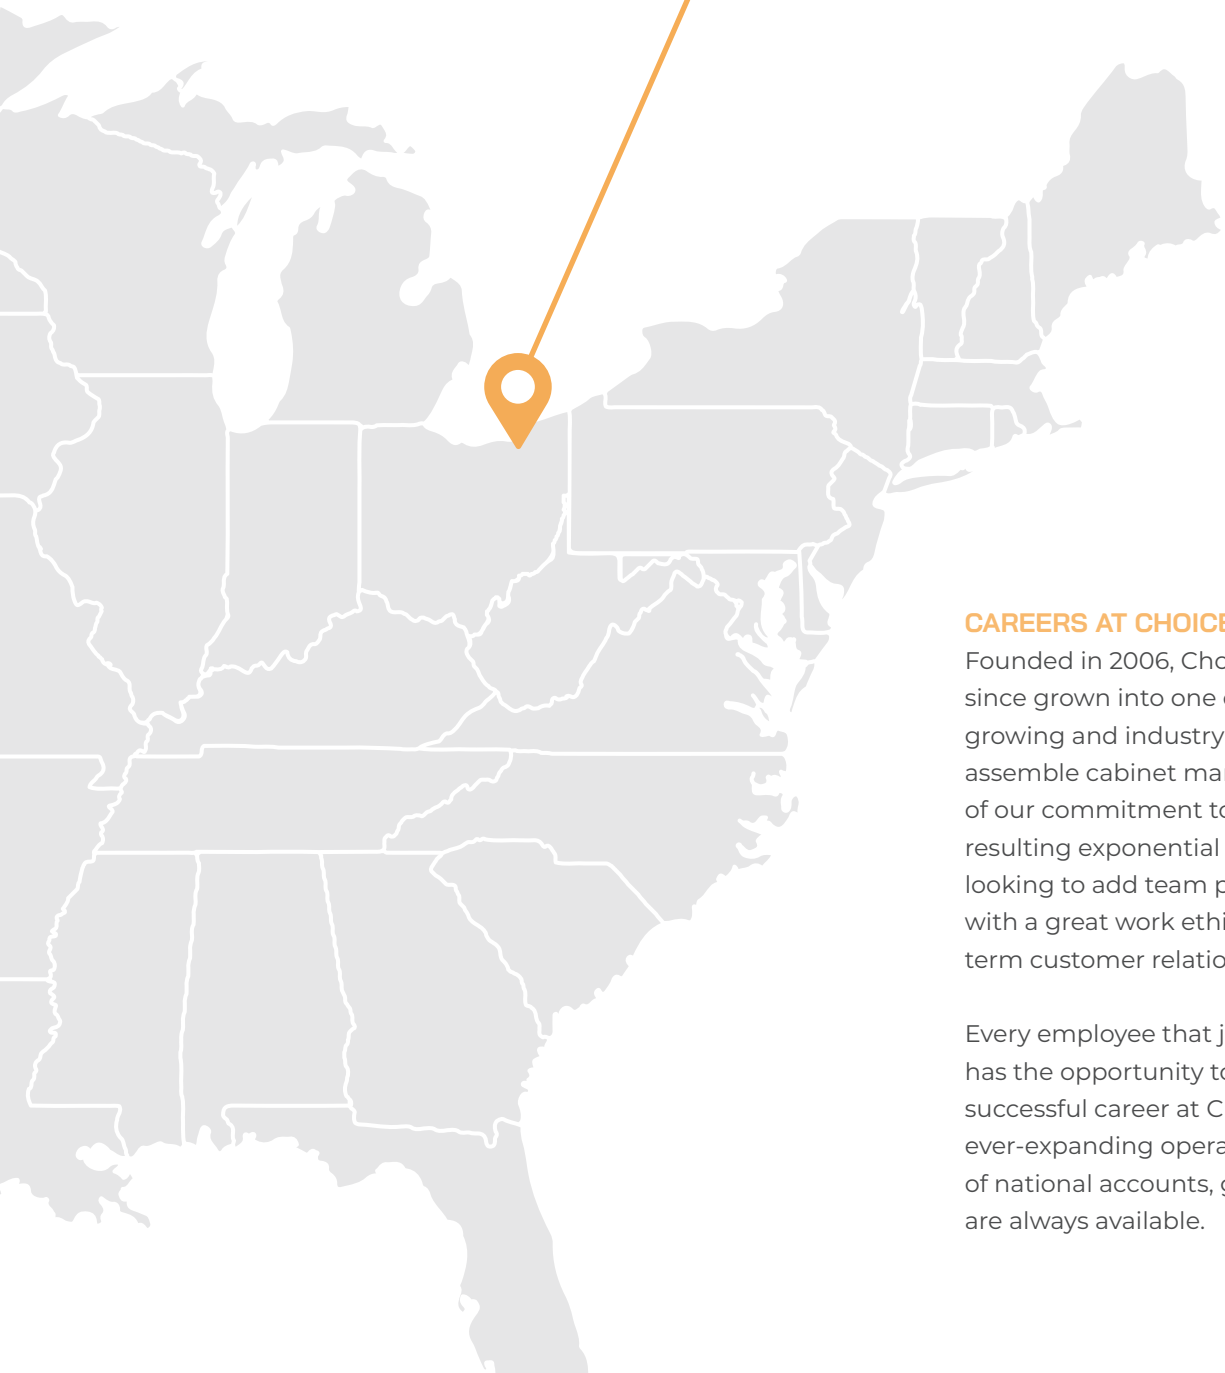 CAREERS AT CHOICE
Founded in 2006, Cho
since grown into one
growing and industry
assemble cabinet mar
of our commitment to
resulting exponential
looking to add team p
with a great work ethi
term customer relatio
Every employee that j
has the opportunity to
successful career at C
ever-expanding opera
of national accounts, g
are always available.